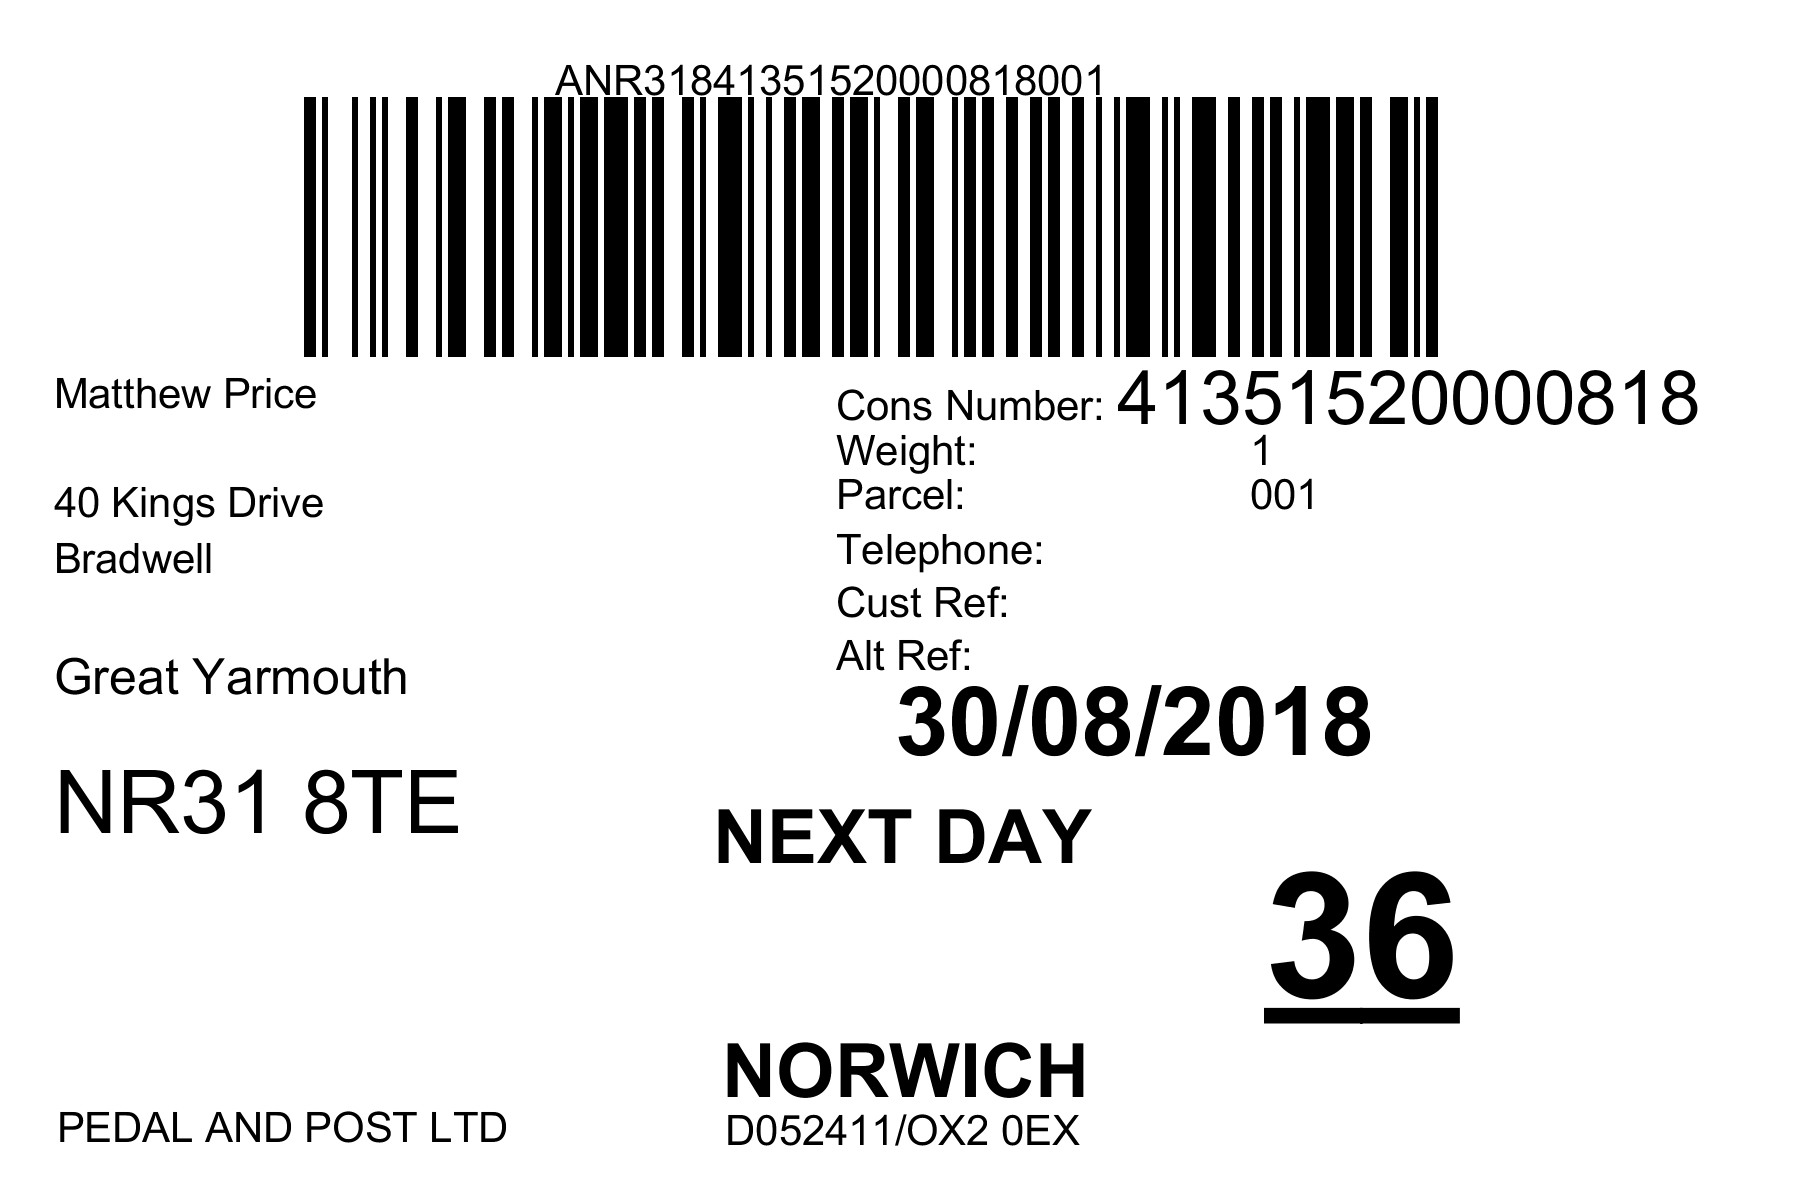 ANR31841351520000818001
Matthew Price
40 Kings Drive
Bradwell
Great Yarmouth
NR31 8TE
Cons Number: 41351520000818
Weight: 1
Parcel: 001
Telephone:
Cust Ref:
Alt Ref:
30/08/2018
NEXT DAY
36
NORWICH
D052411/OX2 0EX
PEDAL AND POST LTD